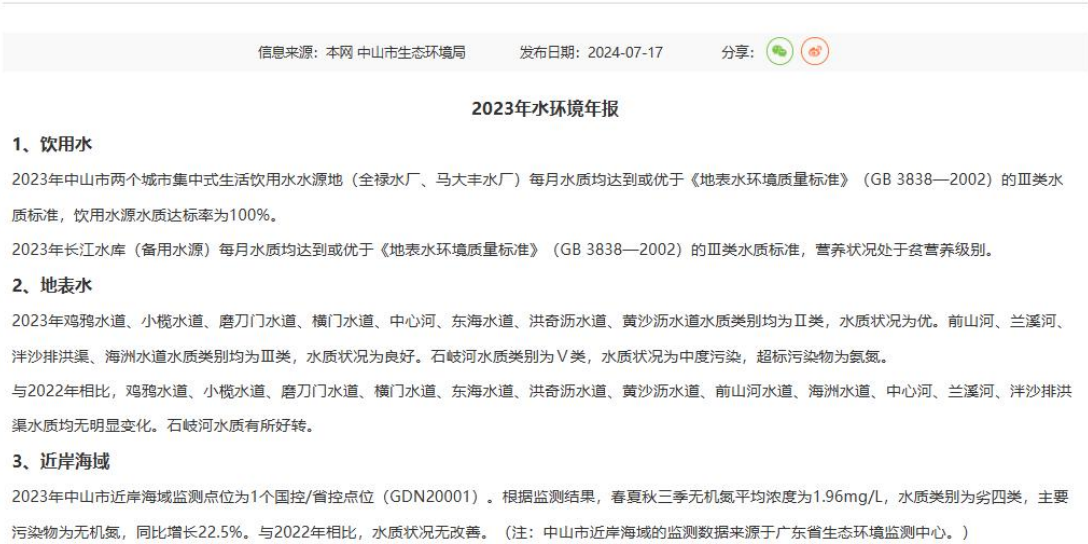 信息来源：本网 中山市生态环境局 发布日期：2024-07-17 分享：
2023年水环境年报
1、饮用水
2023年中山市两个城市集中式生活饮用水水源地（全禄水厂、马大丰水厂）每月水质均达到或优于《地表水环境质量标准》（GB 3838—2002）的Ⅲ类水
质标准，饮用水源水质达标率为100%。
2023年长江水库（备用水源）每月水质均达到或优于《地表水环境质量标准》（GB 3838—2002）的Ⅲ类水质标准，营养状况处于贫营养级别。
2、地表水
2023年鸡鸦水道、小榄水道、磨刀门水道、横门水道、中心河、东海水道、洪奇沥水道、黄沙沥水道水质类别均为Ⅱ类，水质状况为优。前山河、兰溪河、
泮沙排洪渠、海洲水道水质类别均为Ⅲ类，水质状况为良好。石岐河水质类别为Ⅴ类，水质状况为中度污染，超标污染物为氨氮。
与2022年相比，鸡鸦水道、小榄水道、磨刀门水道、横门水道、东海水道、洪奇沥水道、黄沙沥水道、前山河水道、海洲水道、中心河、兰溪河、泮沙排洪
渠水质均无明显变化。石岐河水质有所好转。
3、近岸海域
2023年中山市近岸海域监测点位为1个国控/省控点位（GDN20001）。根据监测结果，春夏秋三季无机氮平均浓度为1.96mg/L，水质类别为劣四类，主要
污染物为无机氮，同比增长22.5%。与2022年相比，水质状况无改善。（注：中山市近岸海域的监测数据来源于广东省生态环境监测中心。）